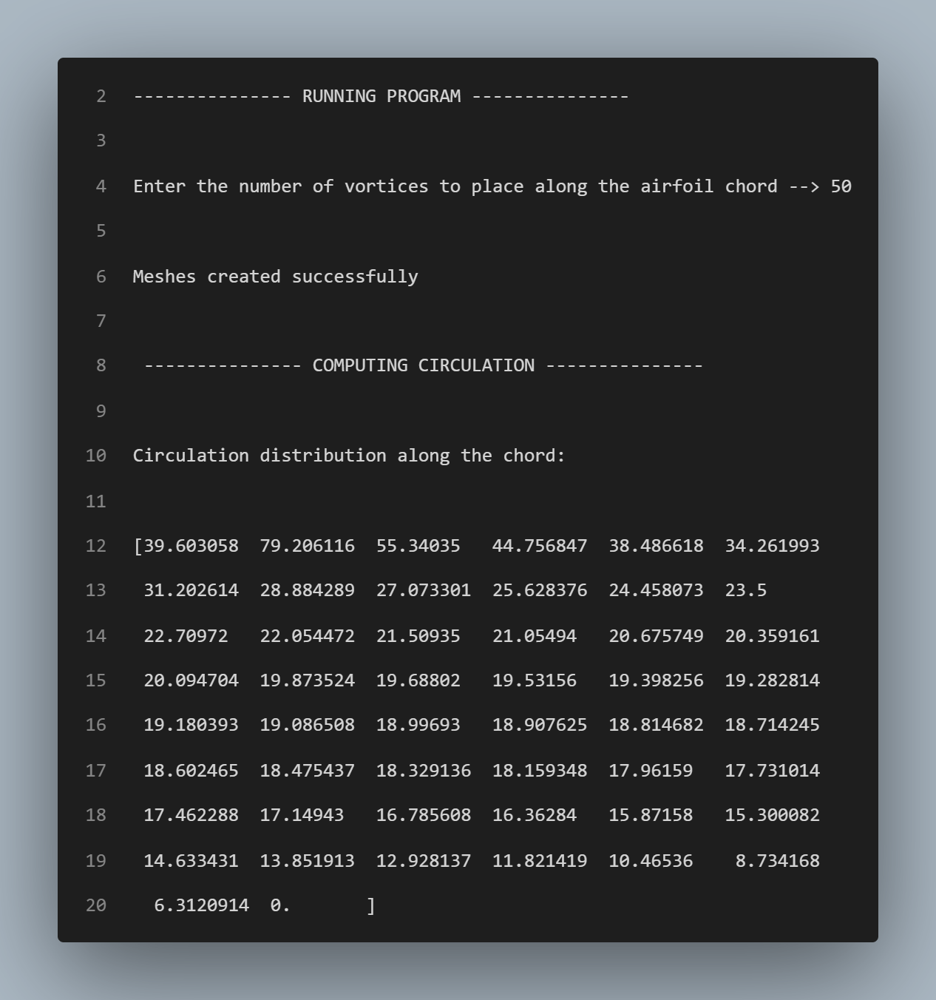 2 --------------- RUNNING PROGRAM ---------------
3
4 Enter the number of vortices to place along the airfoil chord --> 50
5
6 Meshes created successfully
7
8  --------------- COMPUTING CIRCULATION ---------------
9
10 Circulation distribution along the chord:
11
12 [39.603058  79.206116  55.34035   44.756847  38.486618  34.261993
13  31.202614  28.884289  27.073301  25.628376  24.458073  23.5
14  22.70972   22.054472  21.50935   21.05494   20.675749  20.359161
15  20.094704  19.873524  19.68802   19.53156   19.398256  19.282814
16  19.180393  19.086508  18.99693   18.907625  18.814682  18.714245
17  18.602465  18.475437  18.329136  18.159348  17.96159   17.731014
18  17.462288  17.14943   16.785608  16.36284   15.87158   15.300082
19  14.633431  13.851913  12.928137  11.821419  10.46536    8.734168
20   6.3120914  0.       ]